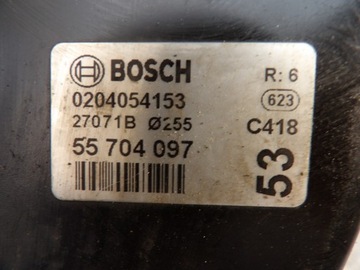 BOSCH R: 6
0204054153 623
27071B Ø255 C418
55 704 097
53